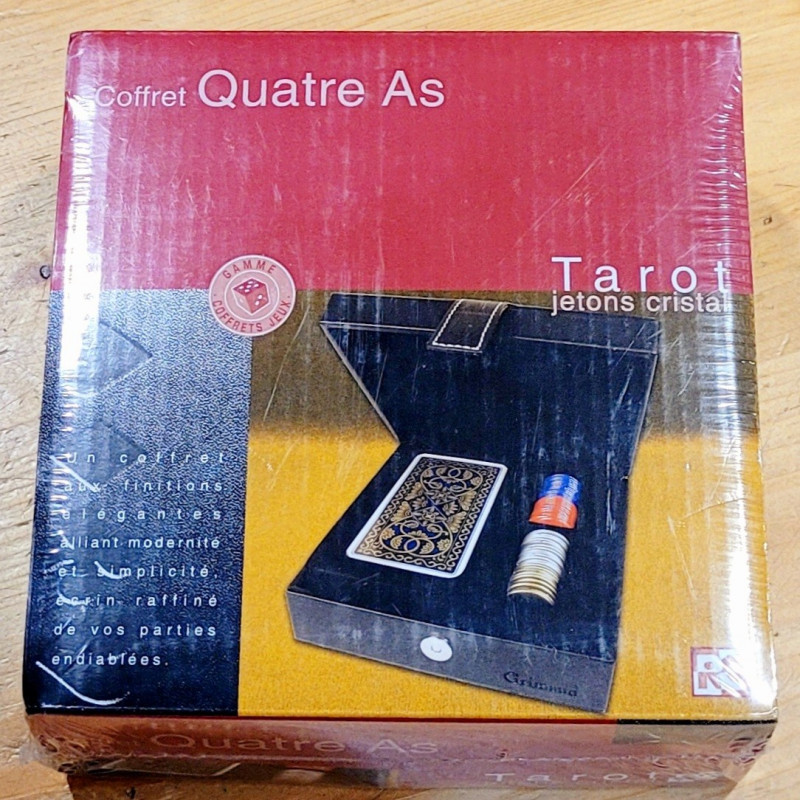 Coffret Quatre As
Tarot
jetons cristal
GAMME
COFFRETS JEUX
Un coffret
aux finitions
élégantes
alliant modernité
et simplicité,
écrin raffiné
de vos parties
endiablées.
Grimaud
Quatre As
Tarot